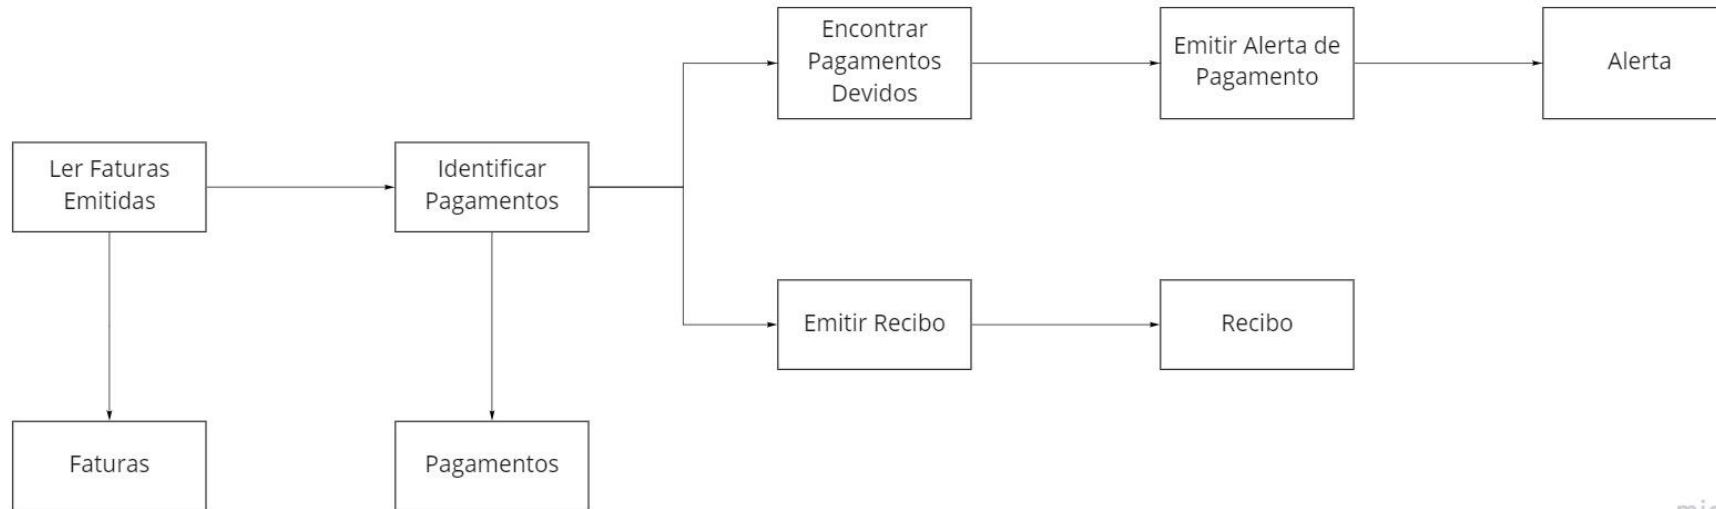 Encontrar
Pagamentos
Devidos
Emitir Alerta de
Pagamento
Alerta
Ler Faturas
Emitidas
Identificar
Pagamentos
Emitir Recibo
Recibo
Faturas
Pagamentos